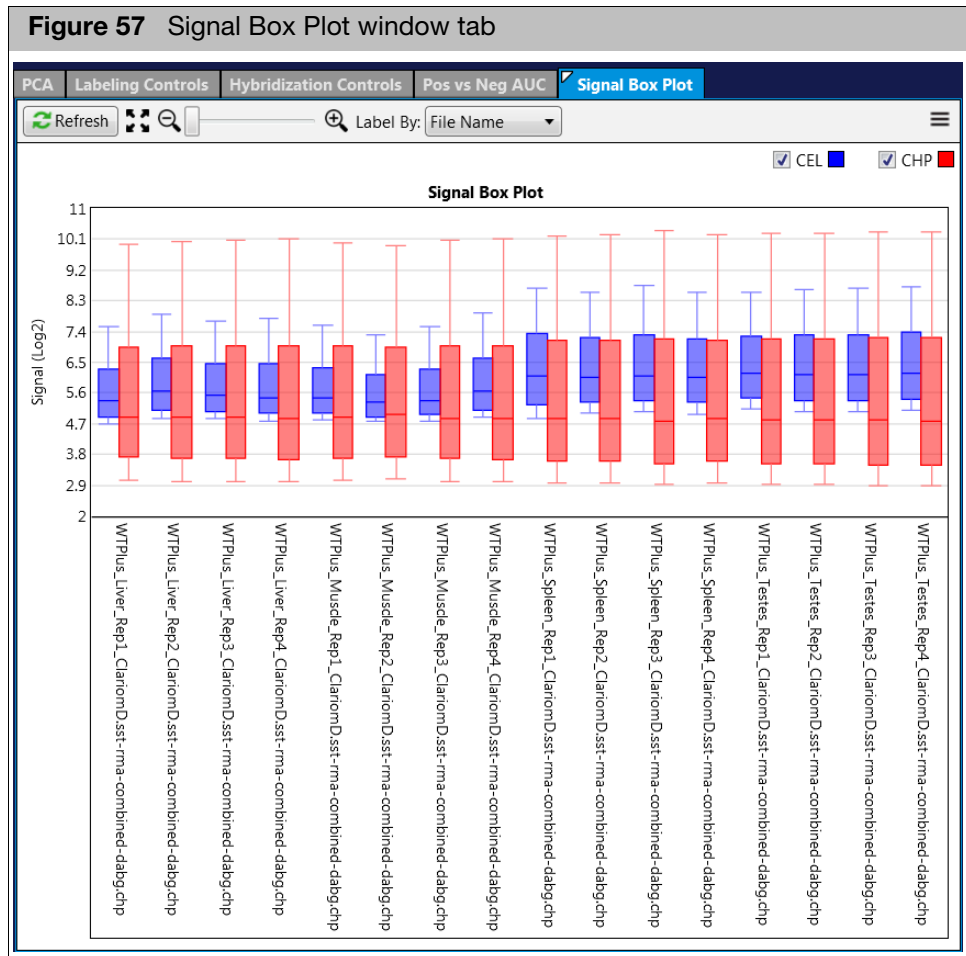 Figure 57 Signal Box Plot window tab
PCA Labeling Controls Hybridization Controls Pos vs Neg AUC Signal Box Plot
Refresh Label By: File Name
CEL CHP
Signal Box Plot
Signal (Log2)
11
10.1
9.2
8.3
7.4
6.5
5.6
4.7
3.8
2.9
2
WTPlus_Liver_Rep1_ClariomD.sst-rma-combined-dabg.chp
WTPlus_Liver_Rep2_ClariomD.sst-rma-combined-dabg.chp
WTPlus_Liver_Rep3_ClariomD.sst-rma-combined-dabg.chp
WTPlus_Liver_Rep4_ClariomD.sst-rma-combined-dabg.chp
WTPlus_Muscle_Rep1_ClariomD.sst-rma-combined-dabg.chp
WTPlus_Muscle_Rep2_ClariomD.sst-rma-combined-dabg.chp
WTPlus_Muscle_Rep3_ClariomD.sst-rma-combined-dabg.chp
WTPlus_Muscle_Rep4_ClariomD.sst-rma-combined-dabg.chp
WTPlus_Spleen_Rep1_ClariomD.sst-rma-combined-dabg.chp
WTPlus_Spleen_Rep2_ClariomD.sst-rma-combined-dabg.chp
WTPlus_Spleen_Rep3_ClariomD.sst-rma-combined-dabg.chp
WTPlus_Spleen_Rep4_ClariomD.sst-rma-combined-dabg.chp
WTPlus_Testes_Rep1_ClariomD.sst-rma-combined-dabg.chp
WTPlus_Testes_Rep2_ClariomD.sst-rma-combined-dabg.chp
WTPlus_Testes_Rep3_ClariomD.sst-rma-combined-dabg.chp
WTPlus_Testes_Rep4_ClariomD.sst-rma-combined-dabg.chp